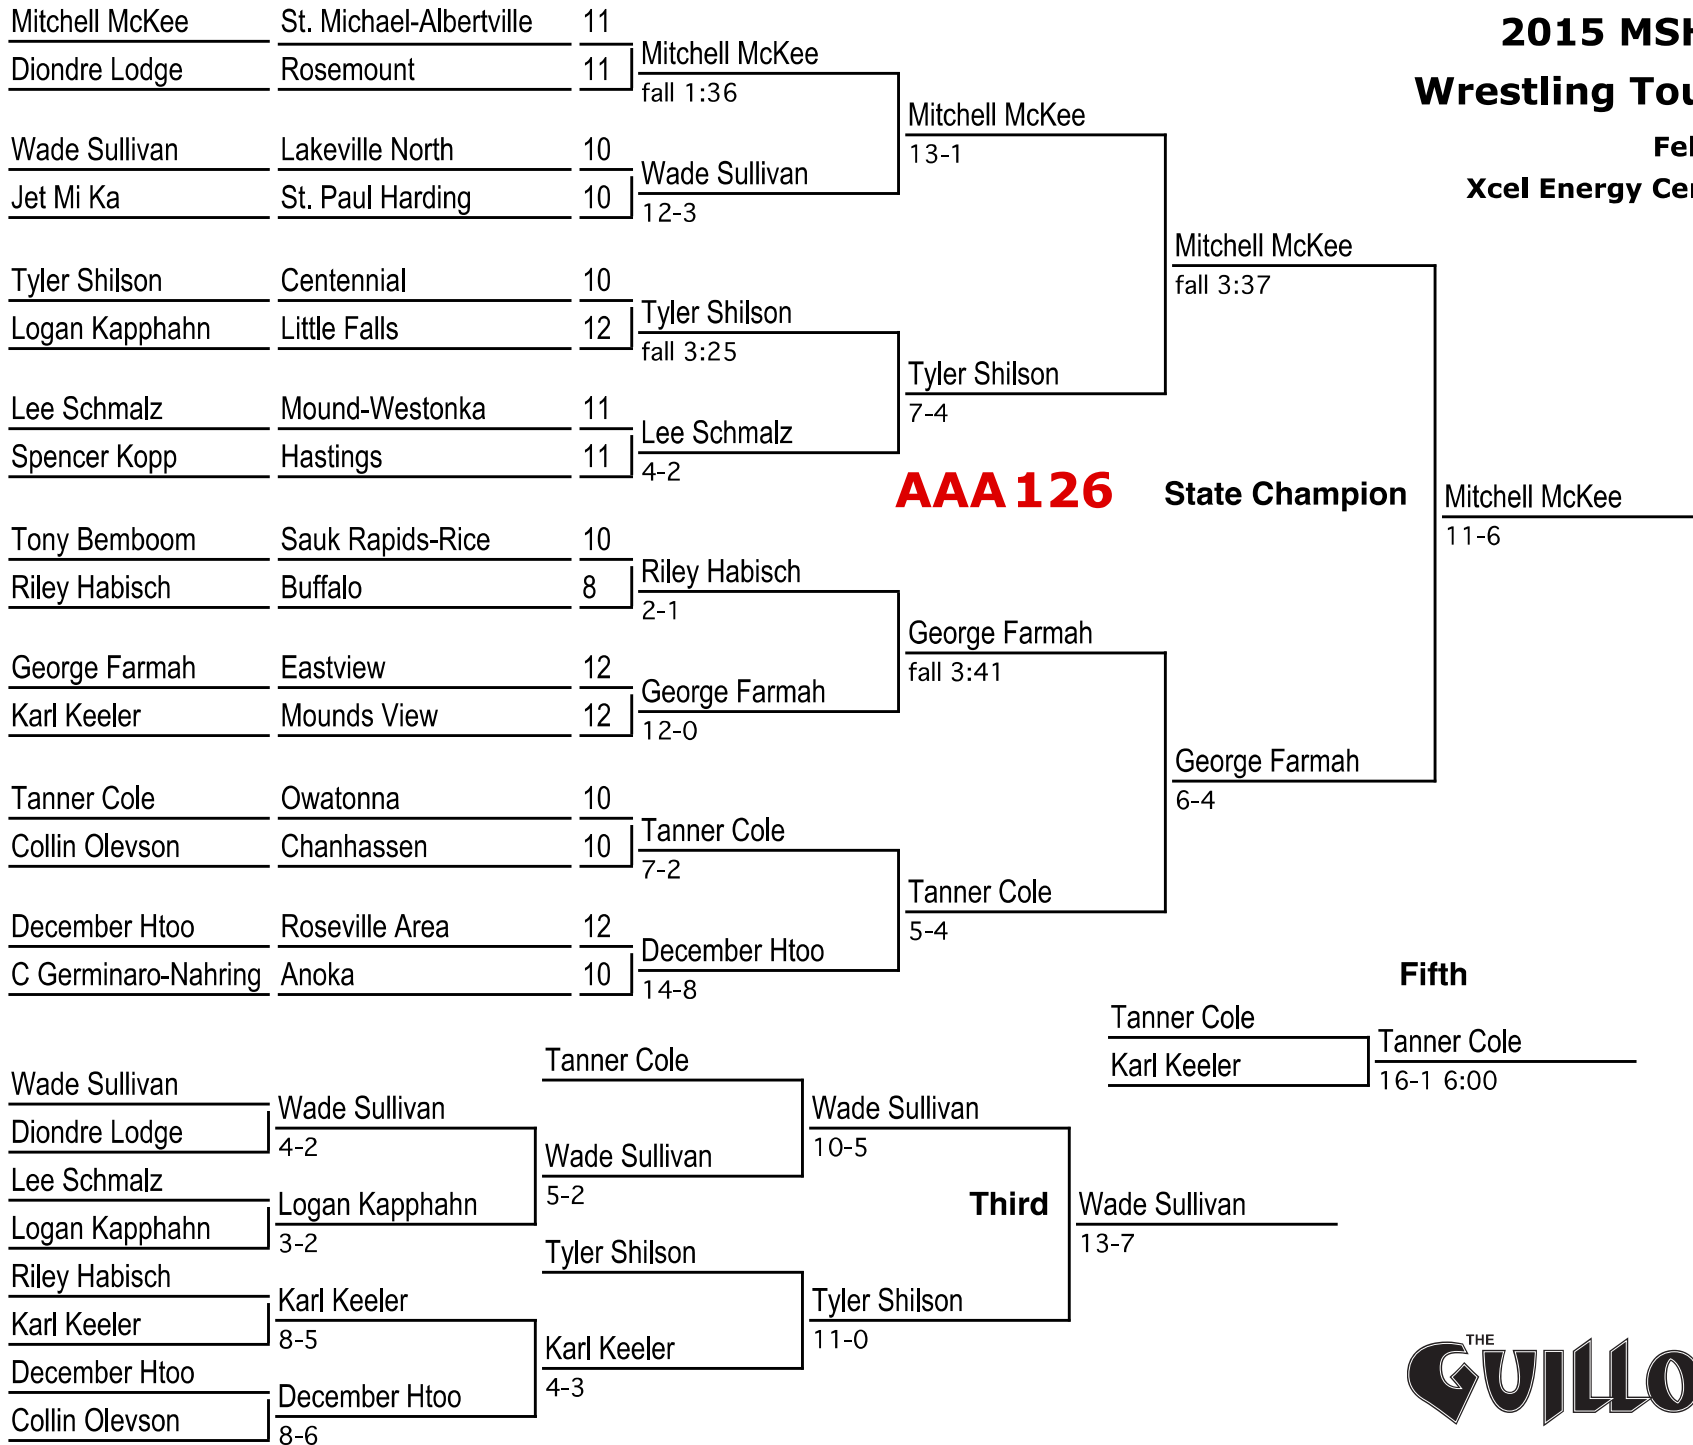 Mitchell McKee St. Michael-Albertville 11
Diondre Lodge Rosemount 11
Mitchell McKee
fall 1:36
Wade Sullivan Lakeville North 10
Jet Mi Ka St. Paul Harding 10
Wade Sullivan
12-3
Mitchell McKee
13-1
Tyler Shilson Centennial 10
Logan Kapphahn Little Falls 12
Tyler Shilson
fall 3:25
Lee Schmalz Mound-Westonka 11
Spencer Kopp Hastings 11
Lee Schmalz
4-2
Tyler Shilson
7-4
Mitchell McKee
fall 3:37
2015 MSH
Wrestling Tou
Feb
Xcel Energy Cen
AAA 126
State Champion
Mitchell McKee
11-6
Tony Bemboom Sauk Rapids-Rice 10
Riley Habisch Buffalo 8
Riley Habisch
2-1
George Farmah Eastview 12
Karl Keeler Mounds View 12
George Farmah
12-0
George Farmah
fall 3:41
Tanner Cole Owatonna 10
Collin Olevson Chanhassen 10
Tanner Cole
7-2
December Htoo Roseville Area 12
C Germinaro-Nahring Anoka 10
December Htoo
14-8
Tanner Cole
5-4
George Farmah
6-4
Fifth
Tanner Cole
Karl Keeler
Tanner Cole
16-1 6:00
Wade Sullivan
Diondre Lodge
Wade Sullivan
4-2
Lee Schmalz
Logan Kapphahn
Logan Kapphahn
3-2
Riley Habisch
Karl Keeler
Karl Keeler
8-5
December Htoo
Collin Olevson
December Htoo
8-6
Tanner Cole
Wade Sullivan
5-2
Wade Sullivan
10-5
Tyler Shilson
Karl Keeler
4-3
Tyler Shilson
11-0
Third
Wade Sullivan
13-7
THE
GUILLO